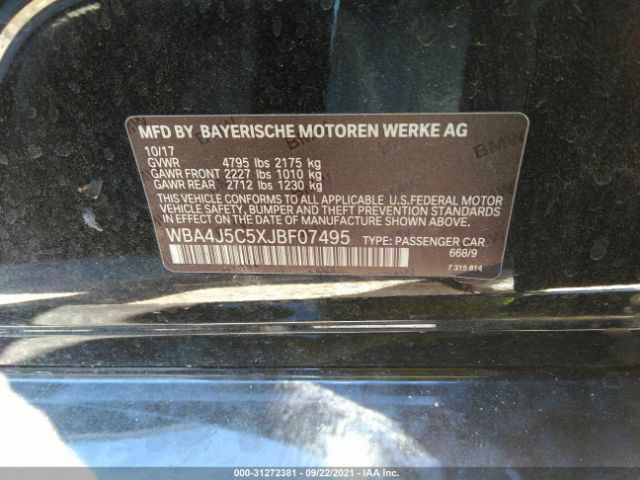 MFD BY BAYERISCHE MOTOREN WERKE AG
10/17
GVWR 4795 lbs 2175 kg
GAWR FRONT 2227 lbs 1010 kg
GAWR REAR 2712 lbs 1230 kg
THIS VEHICLE CONFORMS TO ALL APPLICABLE U.S.FEDERAL MOTOR
VEHICLE SAFETY, BUMPER, AND THEFT PREVENTION
STANDARDS IN EFFECT ON THE DATE OF MANUFACTURE SHOWN ABOVE.
WBA4J5C5XJBF07495 TYPE: PASSENGER CAR
668/9
7 315 814
000-31272381 - 09/22/2021 - IAA Inc.